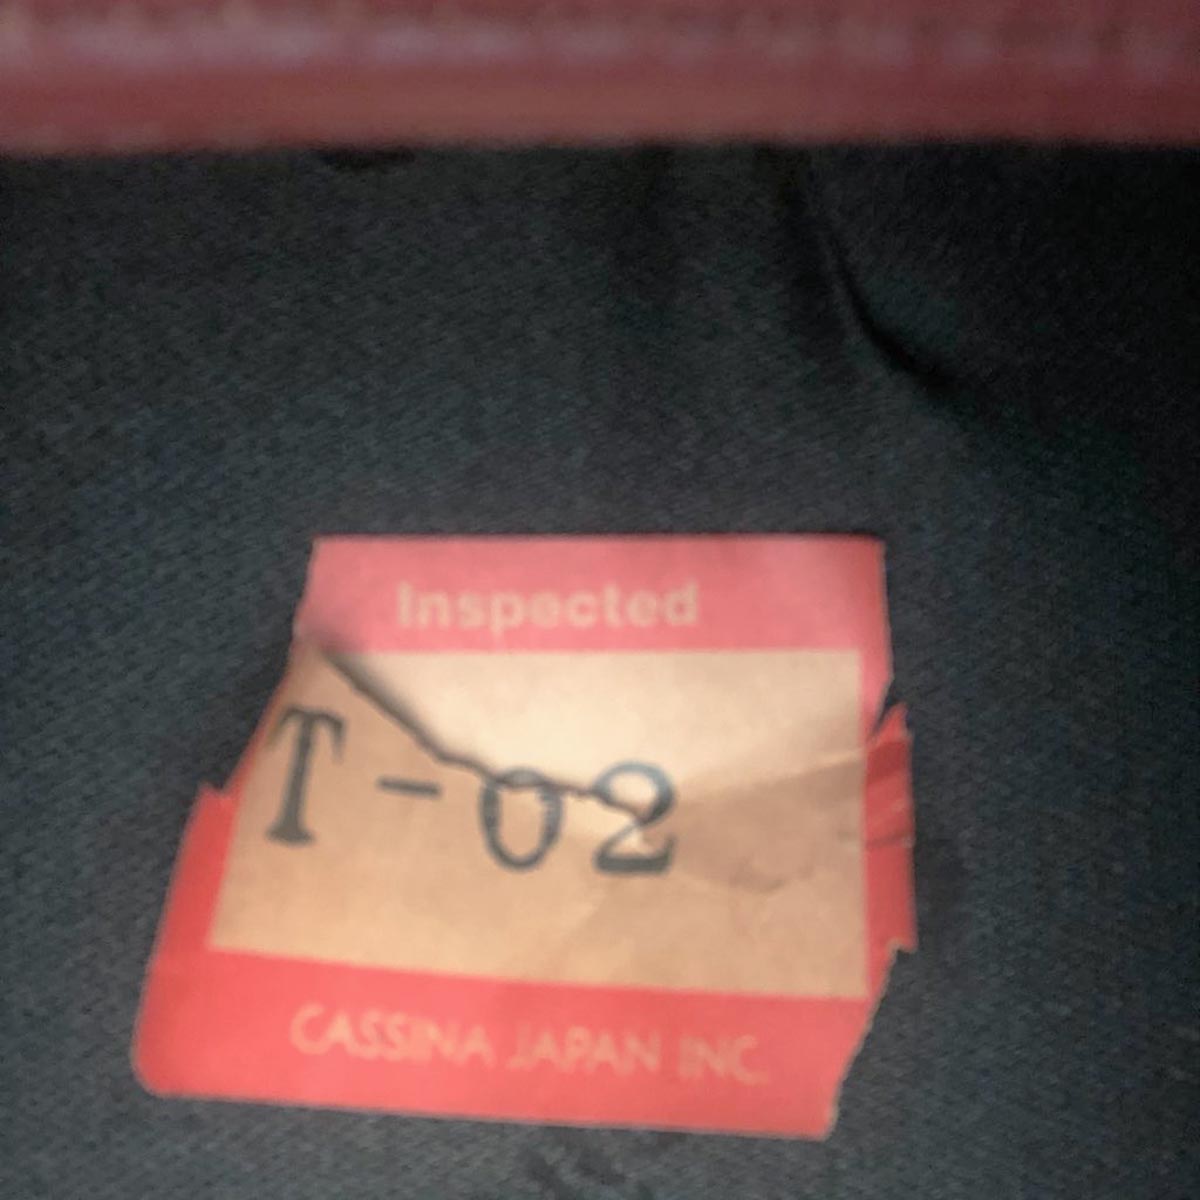 Inspected
T-02
CASSINA JAPAN INC.